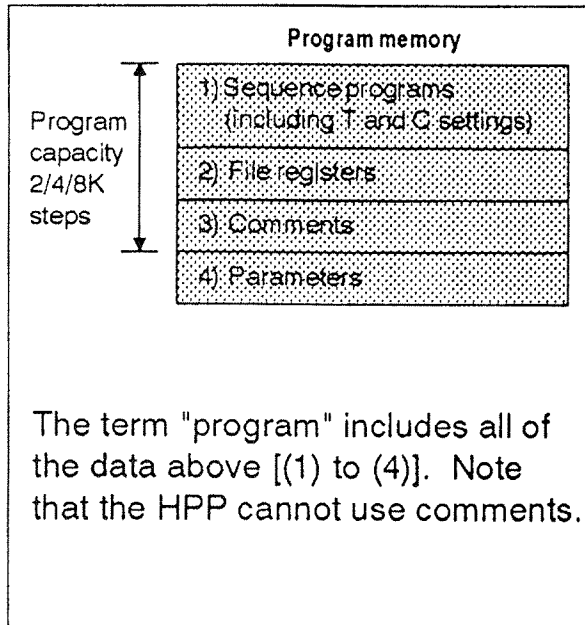 Program memory
Program
capacity
2/4/8K
steps
1) Sequence programs
(including T and C settings)
2) File registers
3) Comments
4) Parameters
The term "program" includes all of
the data above [(1) to (4)]. Note
that the HPP cannot use comments.